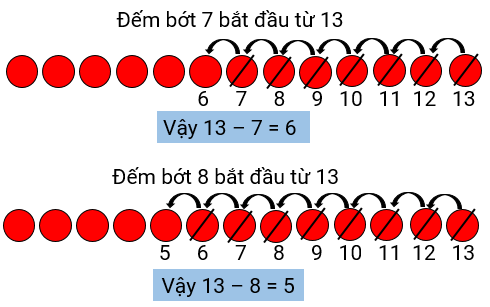 Đếm bớt 7 bắt đầu từ 13
6 7 8 9 10 11 12 13
Vậy 13 – 7 = 6
Đếm bớt 8 bắt đầu từ 13
5 6 7 8 9 10 11 12 13
Vậy 13 – 8 = 5